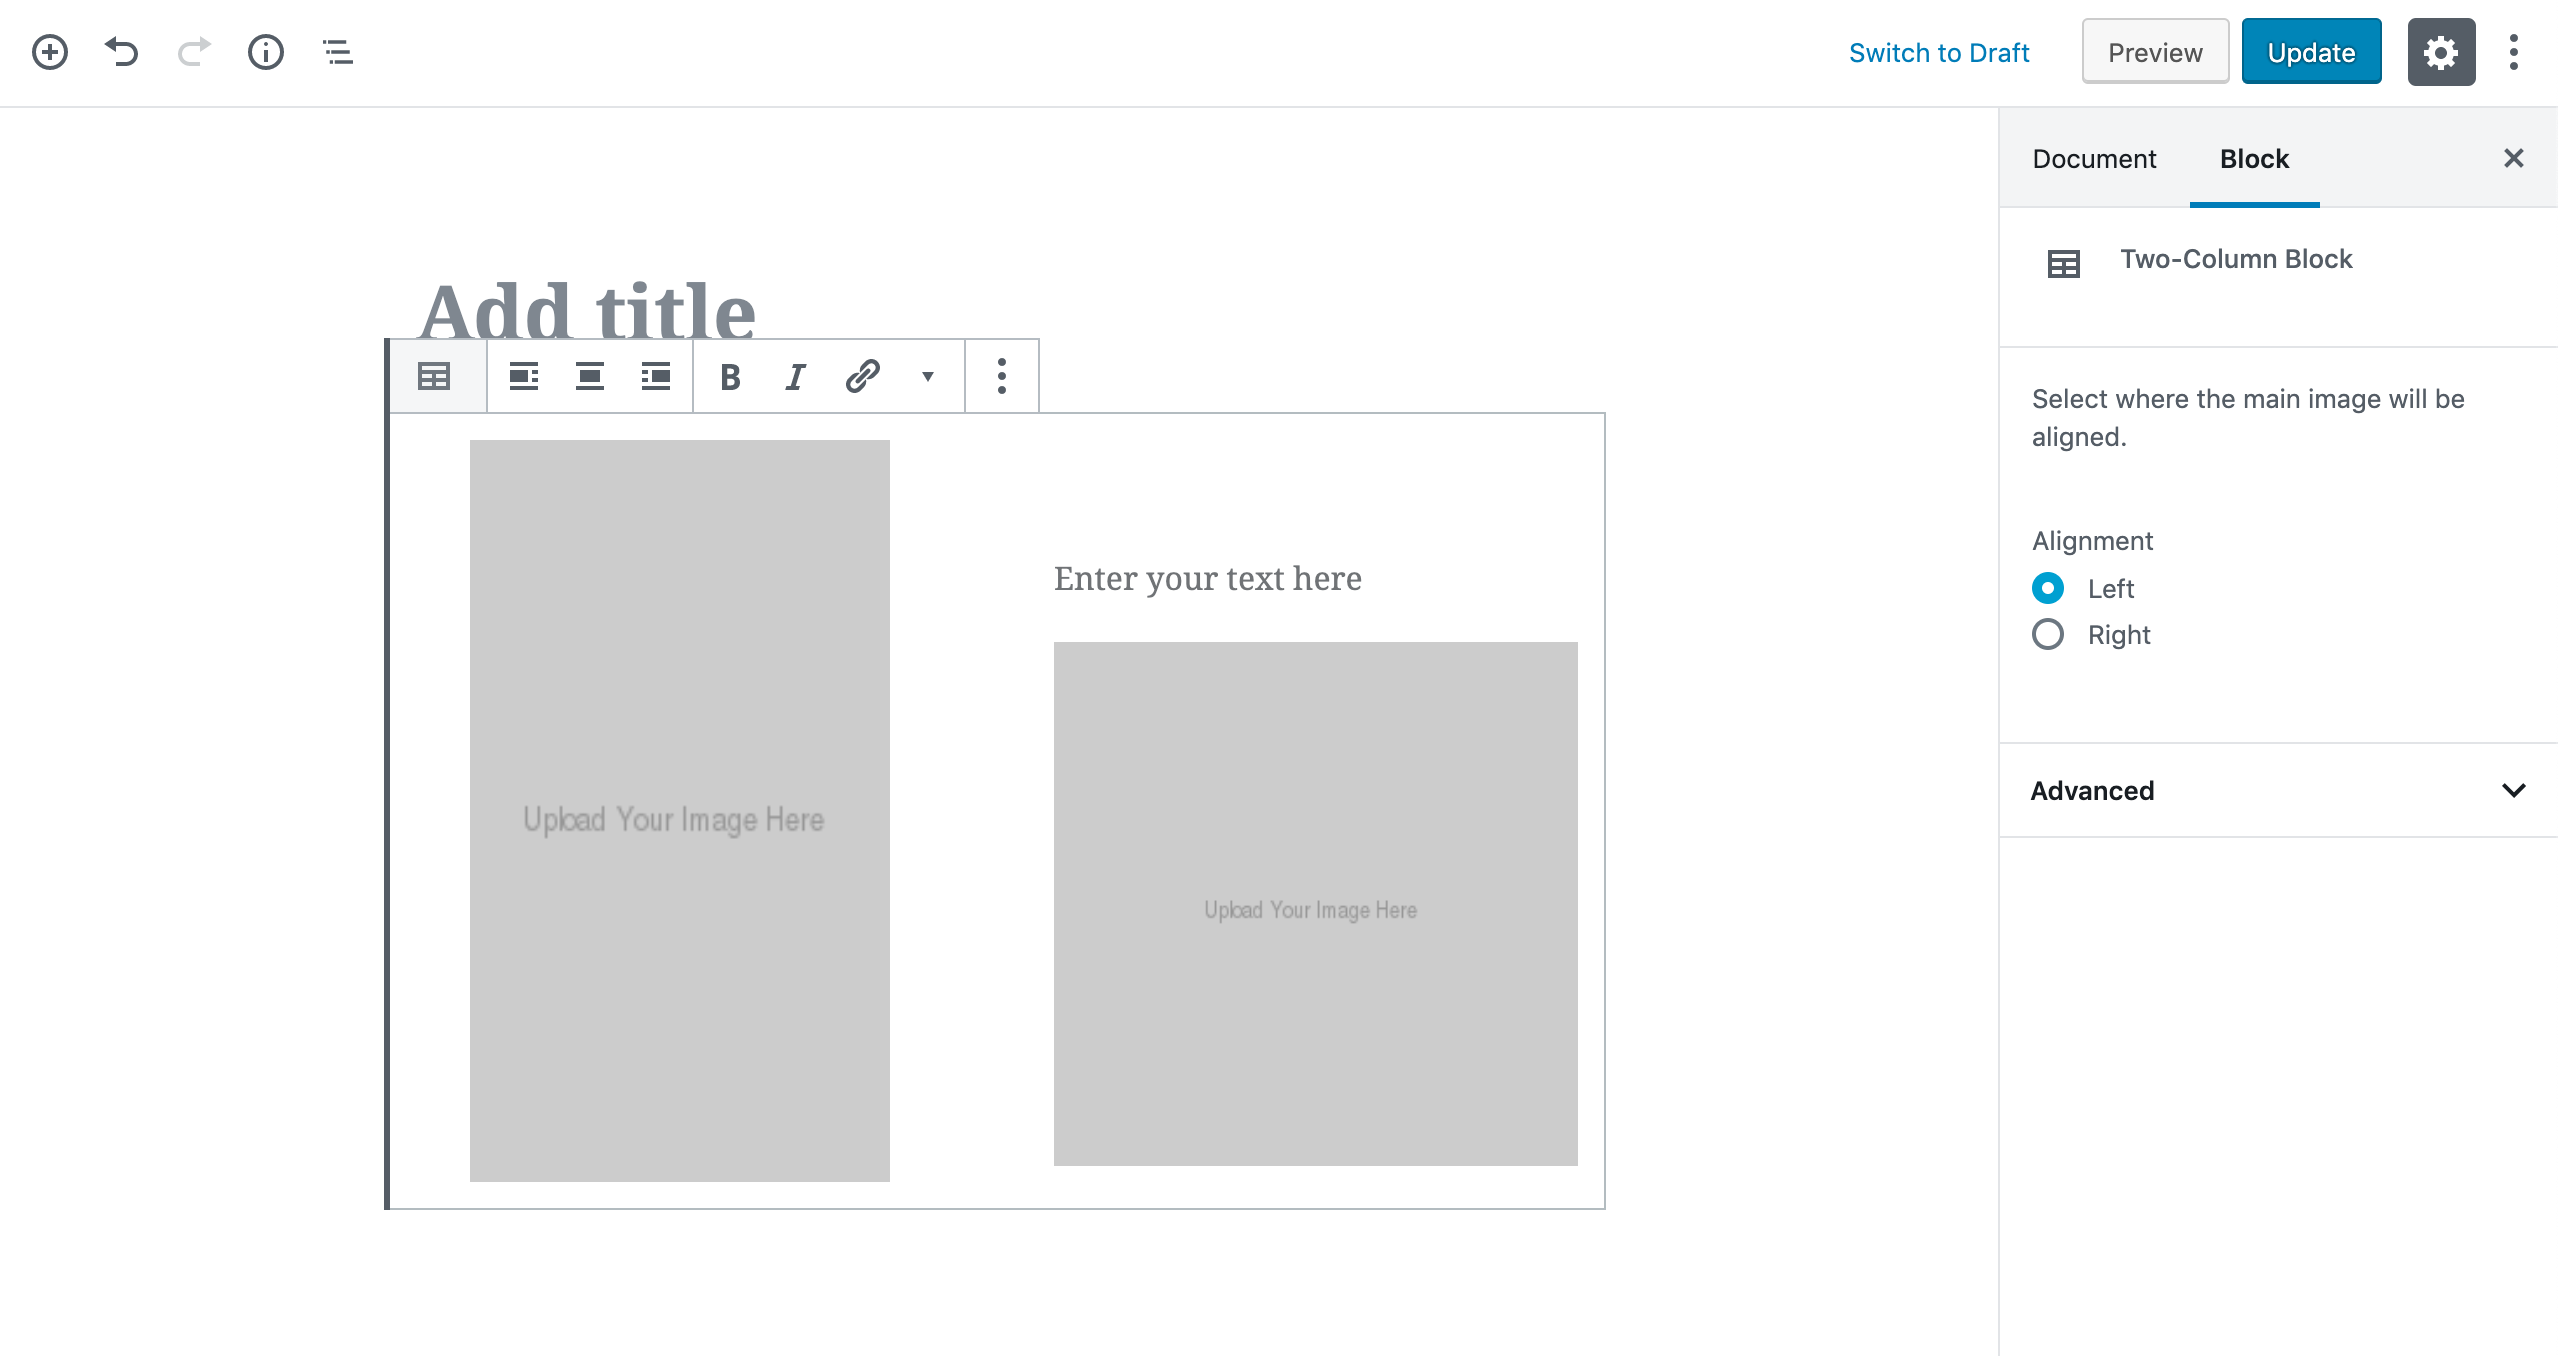 Switch to Draft
Preview
Update
Document
Block
Two-Column Block
Add title
B I
Select where the main image will be
aligned.
Alignment
Left
Right
Advanced
Enter your text here
Upload Your Image Here
Upload Your Image Here